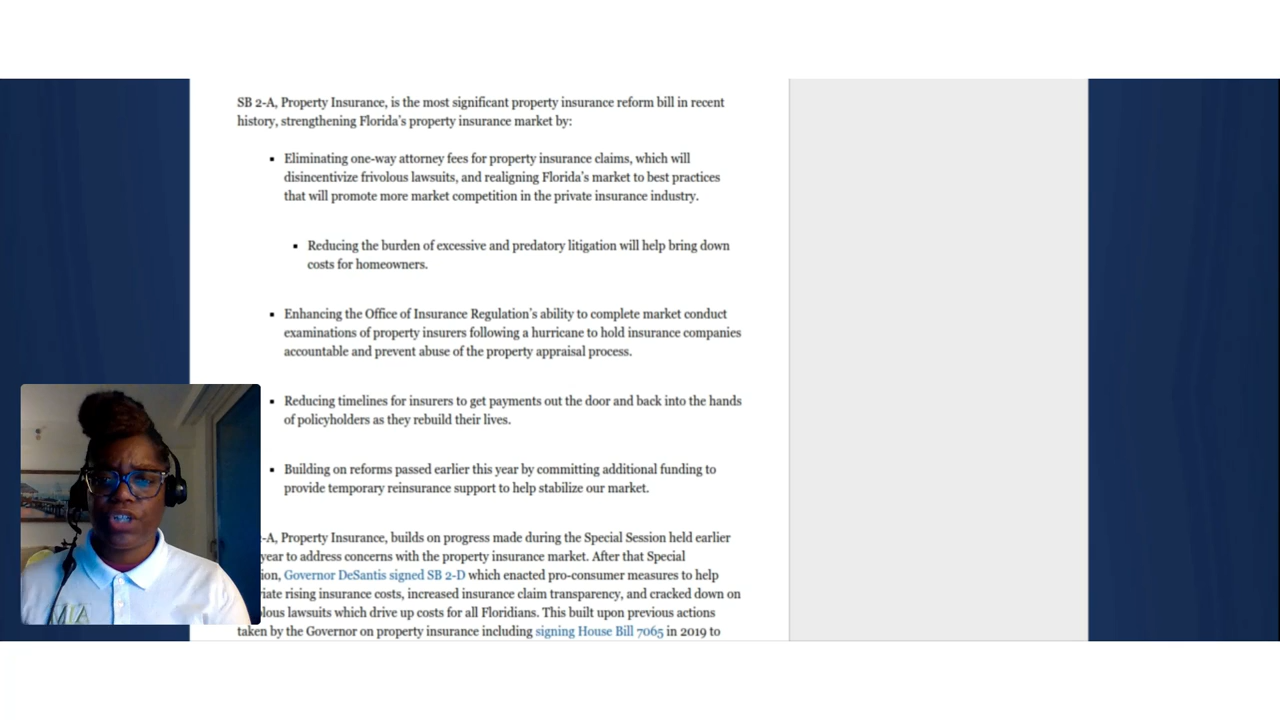 SB 2-A, Property Insurance, is the most significant property insurance reform bill in recent
history, strengthening Florida's property insurance market by:
▪ Eliminating one-way attorney fees for property insurance claims, which will
disincentivize frivolous lawsuits, and realigning Florida's market to best practices
that will promote more market competition in the private insurance industry.
▪ Reducing the burden of excessive and predatory litigation will help bring down
costs for homeowners.
▪ Enhancing the Office of Insurance Regulation's ability to complete market conduct
examinations of property insurers following a hurricane to hold insurance companies
accountable and prevent abuse of the property appraisal process.
▪ Reducing timelines for insurers to get payments out the door and back into the hands
of policyholders as they rebuild their lives.
▪ Building on reforms passed earlier this year by committing additional funding to
provide temporary reinsurance support to help stabilize our market.
-A, Property Insurance, builds on progress made during the Special Session held earlier
year to address concerns with the property insurance market. After that Special
ion, Governor DeSantis signed SB 2-D which enacted pro-consumer measures to help
iate rising insurance costs, increased insurance claim transparency, and cracked down on
lous lawsuits which drive up costs for all Floridians. This built upon previous actions
taken by the Governor on property insurance including signing House Bill 7065 in 2019 to
MIA